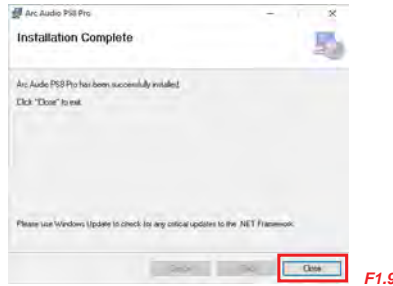 Arc Audio PS8 Pro
Installation Complete
Arc Audio PS8 Pro has been successfully installed.
Click "Close" to exit.
Please use Windows Update to check for any critical updates to the .NET Framework.
Cancel
Close
F1.9